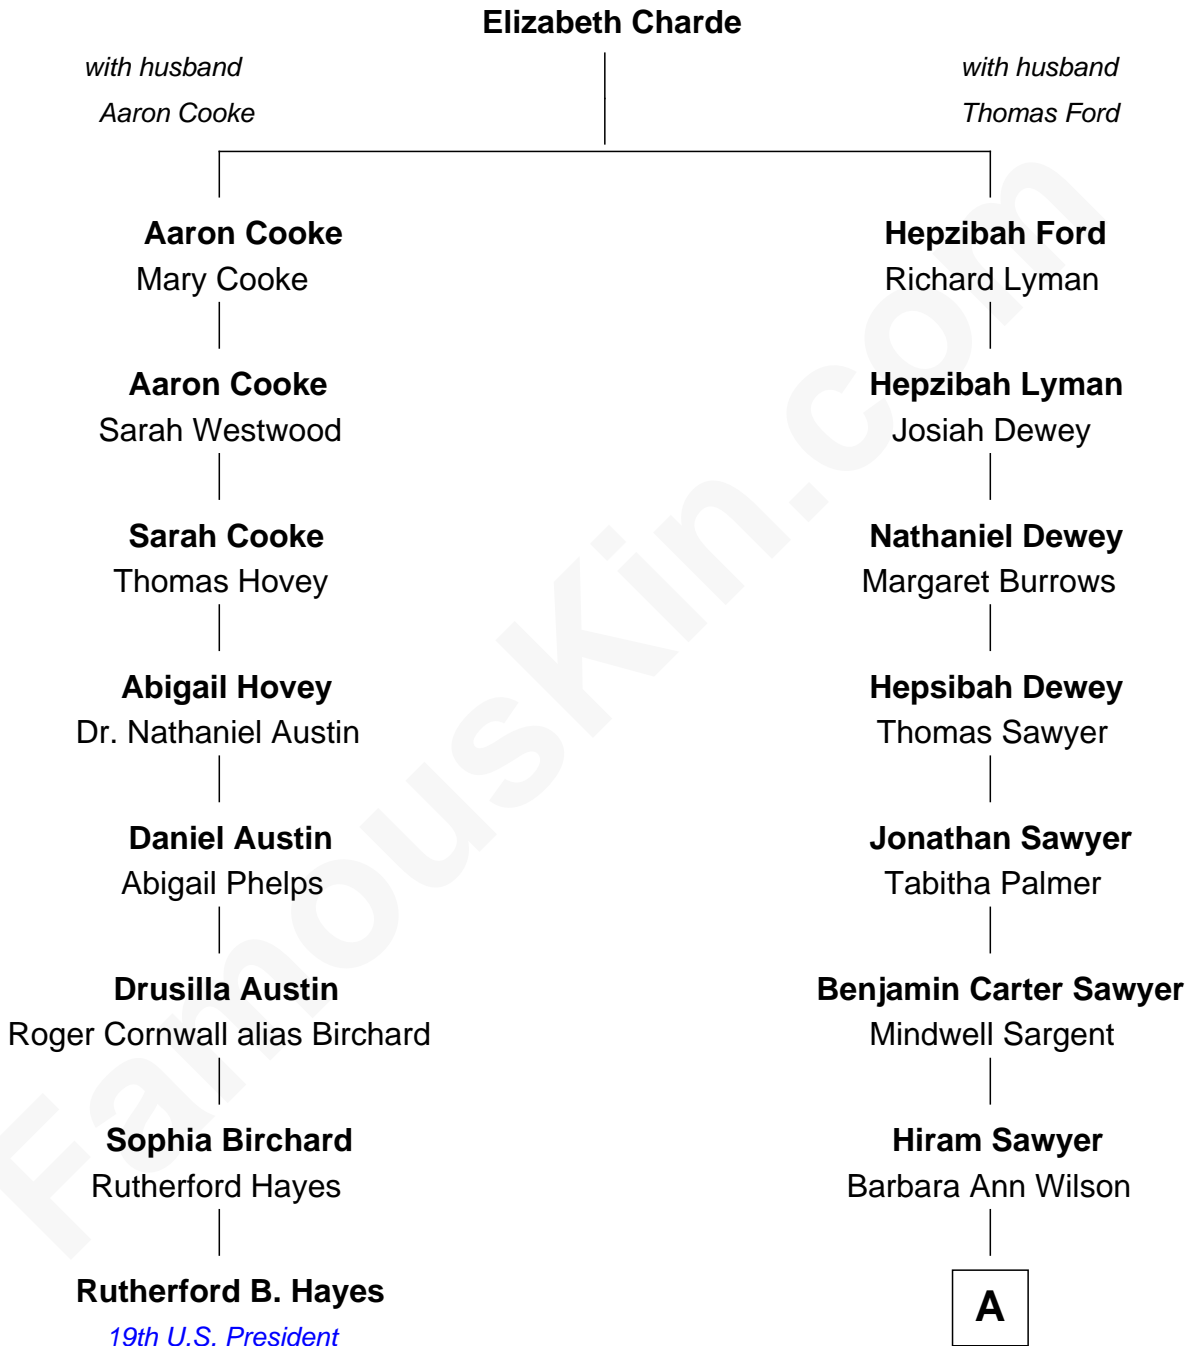 Elizabeth Charde
with husband
Aaron Cooke
with husband
Thomas Ford
Aaron Cooke
Mary Cooke
Hepzibah Ford
Richard Lyman
Aaron Cooke
Sarah Westwood
Hepzibah Lyman
Josiah Dewey
Sarah Cooke
Thomas Hovey
Nathaniel Dewey
Margaret Burrows
Abigail Hovey
Dr. Nathaniel Austin
Hepsibah Dewey
Thomas Sawyer
Daniel Austin
Abigail Phelps
Jonathan Sawyer
Tabitha Palmer
Drusilla Austin
Roger Cornwall alias Birchard
Benjamin Carter Sawyer
Mindwell Sargent
Sophia Birchard
Rutherford Hayes
Hiram Sawyer
Barbara Ann Wilson
Rutherford B. Hayes
19th U.S. President
A
FamousKin.com